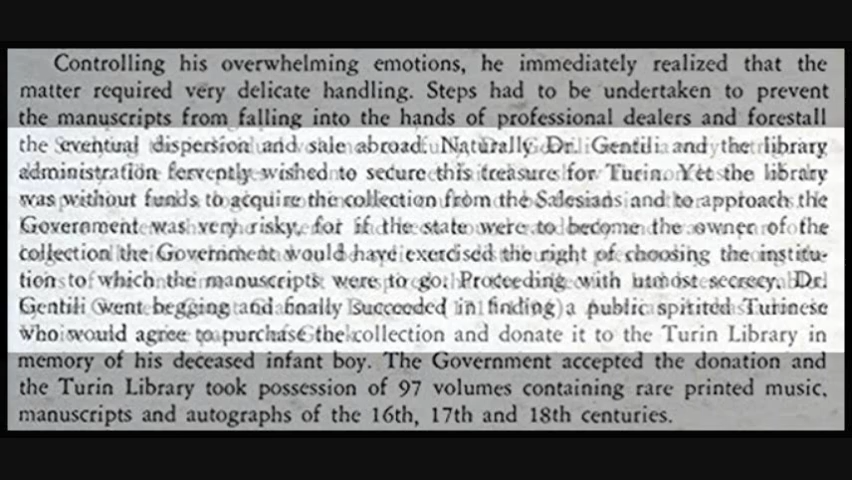 Controlling his overwhelming emotions, he immediately realized that the
matter required very delicate handling. Steps had to be undertaken to prevent
the manuscripts from falling into the hands of professional dealers and forestall
the eventual dispersion and sale abroad. Naturally Dr. Gentili and the library
administration fervently wished to secure this treasure for Turin. Yet the library
was without funds to acquire the collection from the Salesians and to approach the
Government was very risky, for if the state were to become the owner of the
collection the Government would have exercised the right of choosing the institu-
tion to which the manuscripts were to go. Proceeding with utmost secrecy, Dr.
Gentili went begging and finally succeeded in finding a public spitited Turinese
who would agree to purchase the collection and donate it to the Turin Library in
memory of his deceased infant boy. The Government accepted the donation and
the Turin Library took possession of 97 volumes containing rare printed music,
manuscripts and autographs of the 16th, 17th and 18th centuries.